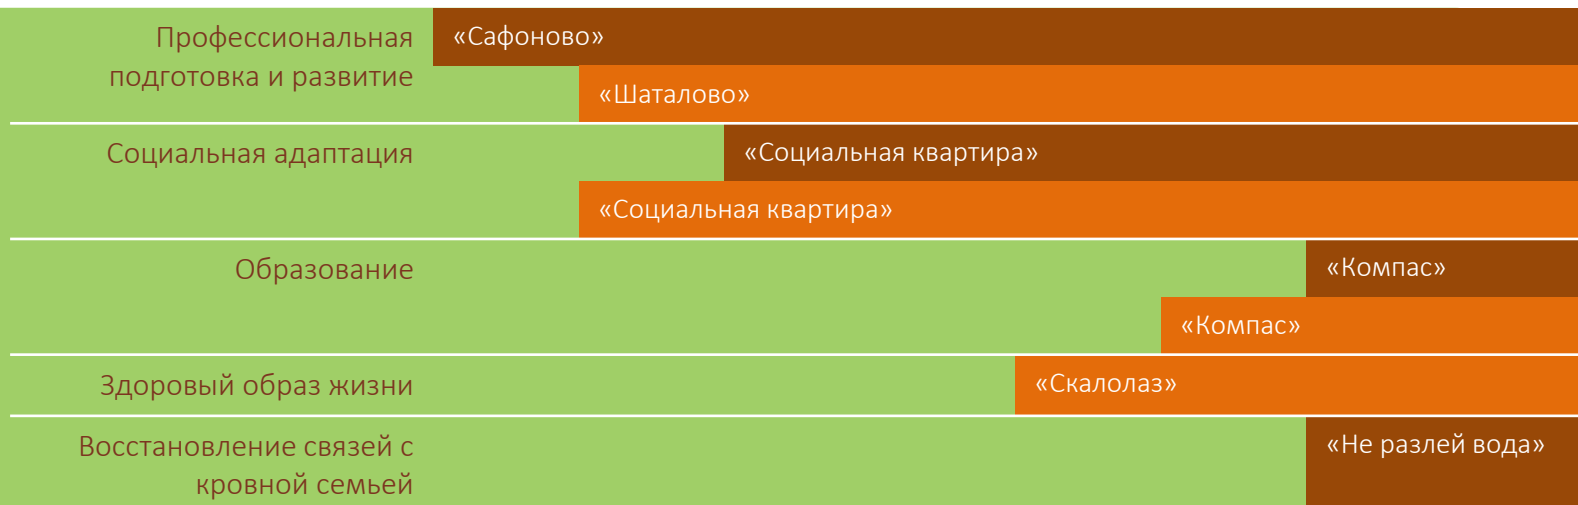 Профессиональная
подготовка и развитие
«Сафоново»
«Шаталово»
Социальная адаптация
«Социальная квартира»
«Социальная квартира»
Образование
«Компас»
«Компас»
Здоровый образ жизни
«Скалолаз»
Восстановление связей с
кровной семьей
«Не разлей вода»